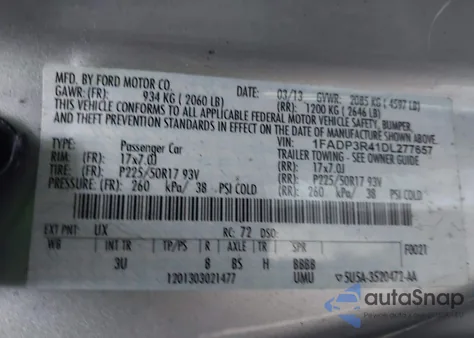 MFD. BY FORD MOTOR CO.
DATE: 03/13 GVWR: 2085 KG ( 4597 LB)
GAWR: (FR): 934 KG ( 2060 LB) (RR): 1200 KG ( 2646 LB)
THIS VEHICLE CONFORMS TO ALL APPLICABLE FEDERAL MOTOR VEHICLE SAFETY, BUMPER,
AND THEFT PREVENTION STANDARDS IN EFFECT ON THE DATE OF MANUFACTURE SHOWN ABOVE.
VIN: 1FADP3R41DL277657
TYPE: Passenger Car TRAILER TOWING - SEE OWNER GUIDE
RIM: (FR): 17x7.0J (RR): 17x7.0J
TIRE: (FR): P225/50R17 93V (RR): P225/50R17 93V
PRESSURE: (FR): 260 kPa/ 38 PSI COLD (RR): 260 kPa/ 38 PSI COLD
EXT PNT: UX RC: 72 DSO: F0021
WB INT TR TP/PS R AXLE TR SPR
3U 8 BS H BBBB
1201303021477 UMU ▽5USA-3520472-AA
autoSnap